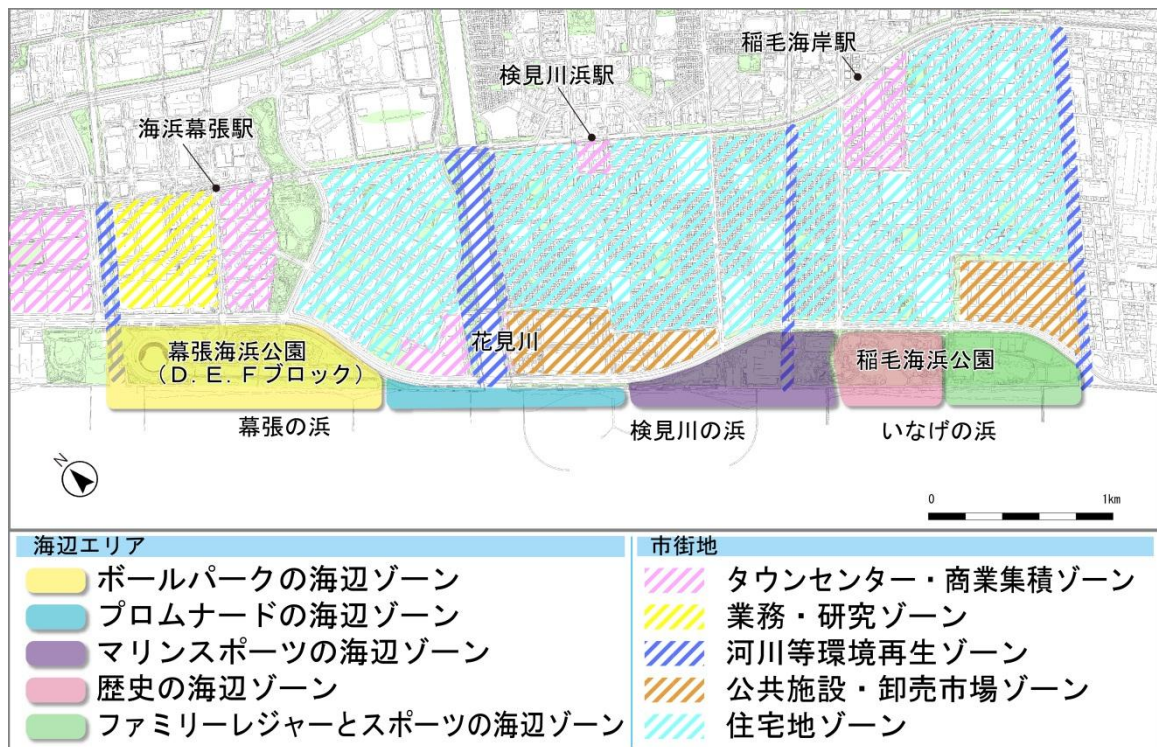 稲毛海岸駅
検見川浜駅
海浜幕張駅
幕張海浜公園
（Ｄ．Ｅ．Ｆブロック）
花見川
稲毛海浜公園
幕張の浜
検見川の浜
いなげの浜
N
0 1km
海辺エリア
ボールパークの海辺ゾーン
プロムナードの海辺ゾーン
マリンスポーツの海辺ゾーン
歴史の海辺ゾーン
ファミリーレジャーとスポーツの海辺ゾーン
市街地
タウンセンター・商業集積ゾーン
業務・研究ゾーン
河川等環境再生ゾーン
公共施設・卸売市場ゾーン
住宅地ゾーン